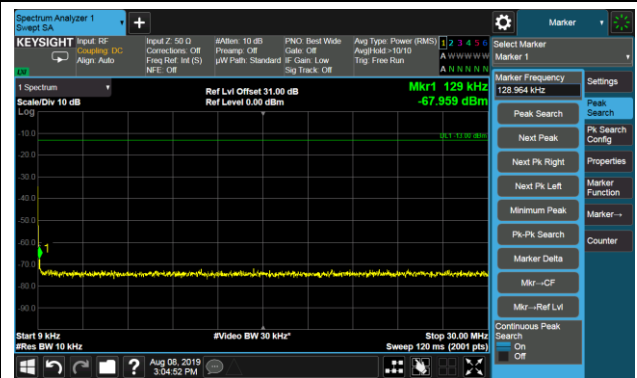 Spectrum Analyzer 1
Swept SA
Marker
KEYSIGHT
Input: RF
Coupling: DC
Align: Auto
Input Z: 50 Ω
Corrections: Off
Freq Ref: Int (S)
NFE: Off
#Atten: 10 dB
Preamp: Off
µW Path: Standard
PNO: Best Wide
Gate: Off
IF Gain: Low
Sig Track: Off
Avg Type: Power (RMS)
Avg|Hold:>10/10
Trig: Free Run
1 2 3 4 5 6
A W W W W W
A N N N N N
LXI
Select Marker
Marker 1
1 Spectrum
Scale/Div 10 dB
Log
Ref Lvl Offset 31.00 dB
Ref Level 0.00 dBm
Mkr1 129 kHz
-67.959 dBm
DL1 -13.00 dBm
-10.0
-20.0
-30.0
-40.0
-50.0
-60.0
-70.0
-80.0
-90.0
1
Start 9 kHz
#Res BW 10 kHz
#Video BW 30 kHz*
Stop 30.00 MHz
Sweep 120 ms (2001 pts)
Marker Frequency
128.964 kHz
Peak Search
Next Peak
Next Pk Right
Next Pk Left
Minimum Peak
Pk-Pk Search
Marker Delta
Mkr→CF
Mkr→Ref Lvl
Continuous Peak
Search
On
Off
Settings
Peak
Search
Pk Search
Config
Properties
Marker
Function
Marker→
Counter
Aug 08, 2019
3:04:52 PM